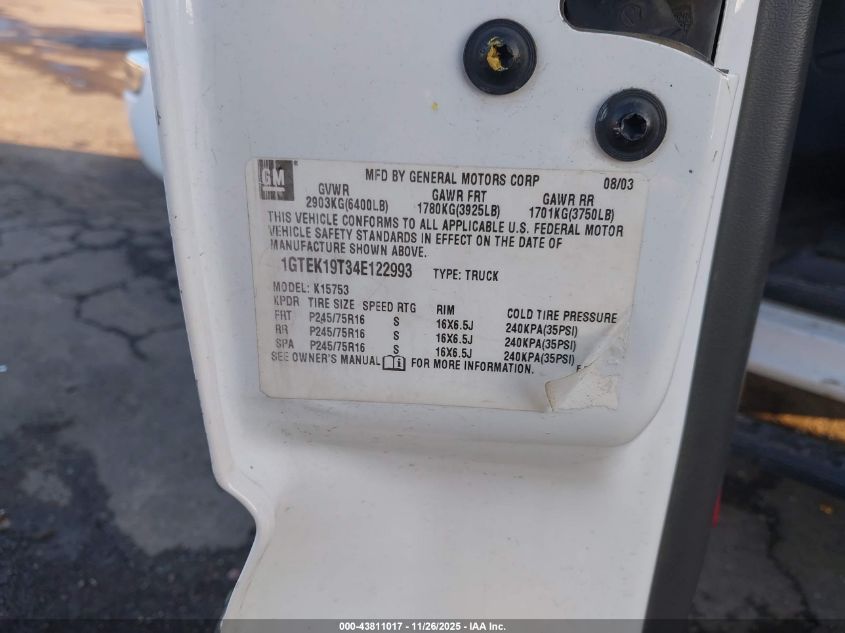 GM
MFD BY GENERAL MOTORS CORP 08/03
GVWR GAWR FRT GAWR RR
2903KG(6400LB) 1780KG(3925LB) 1701KG(3750LB)
THIS VEHICLE CONFORMS TO ALL APPLICABLE U.S. FEDERAL MOTOR
VEHICLE SAFETY STANDARDS IN EFFECT ON THE DATE OF
MANUFACTURE SHOWN ABOVE.
1GTEK19T34E122993 TYPE: TRUCK
MODEL: K15753
KPDR TIRE SIZE SPEED RTG RIM COLD TIRE PRESSURE
FRT P245/75R16 S 16X6.5J 240KPA(35PSI)
RR P245/75R16 S 16X6.5J 240KPA(35PSI)
SPA P245/75R16 S 16X6.5J 240KPA(35PSI)
SEE OWNER'S MANUAL FOR MORE INFORMATION.
000-43811017 - 11/26/2025 - IAA Inc.